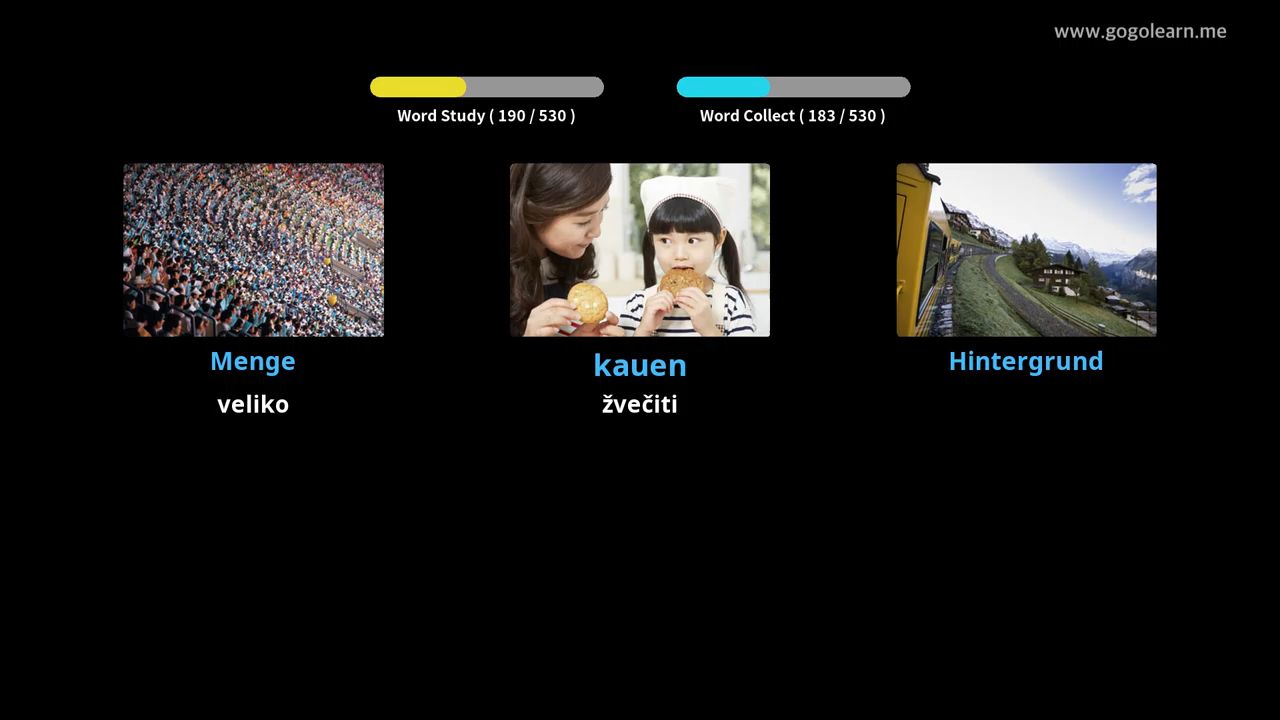 www.gogolearn.me
Word Study ( 190 / 530 )
Word Collect ( 183 / 530 )
Menge
kauen
Hintergrund
veliko
žvečiti